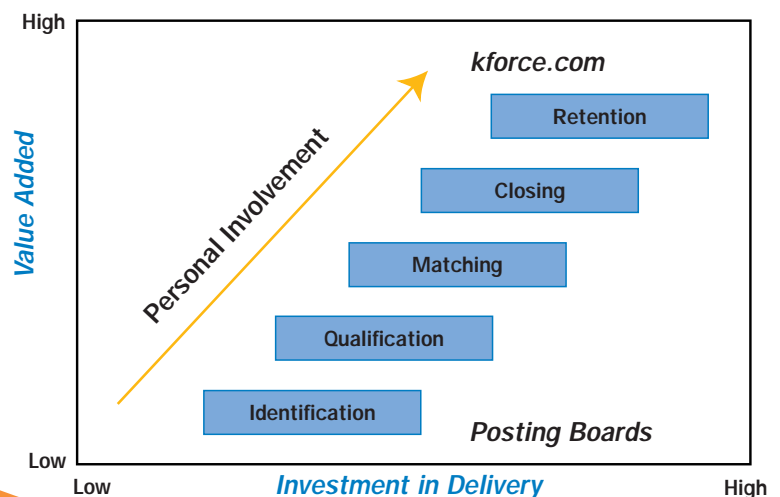 High
kforce.com
Retention
Closing
Matching
Qualification
Identification
Personal Involvement
Value Added
Posting Boards
Low
Low
Investment in Delivery
High